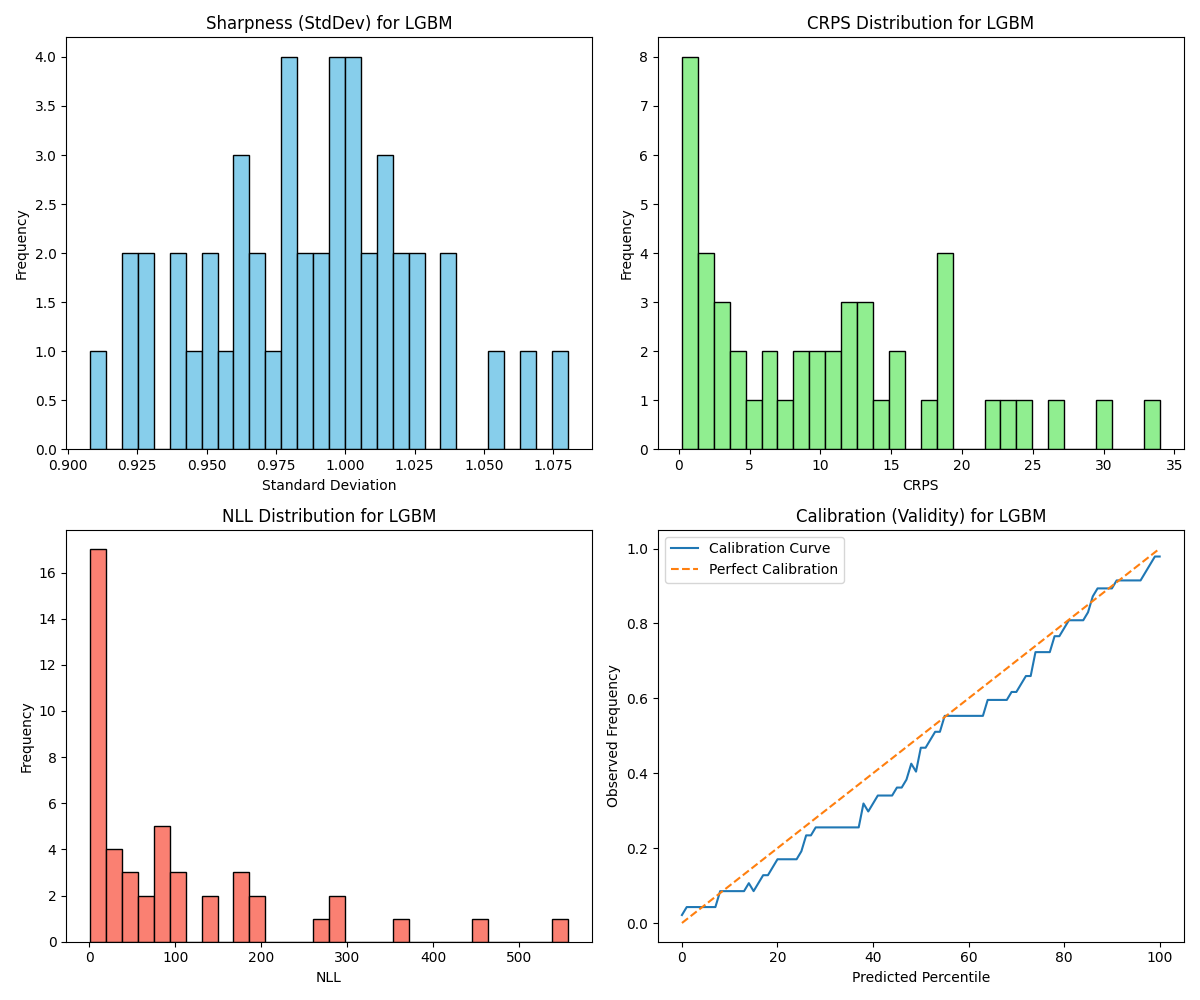 Sharpness (StdDev) for LGBM
4.0
3.5
3.0
2.5
2.0
1.5
1.0
0.5
0.0
Frequency
0.900 0.925 0.950 0.975 1.000 1.025 1.050 1.075
Standard Deviation
CRPS Distribution for LGBM
8
7
6
5
4
3
2
1
0
Frequency
0 5 10 15 20 25 30 35
CRPS
NLL Distribution for LGBM
16
14
12
10
8
6
4
2
0
Frequency
0 100 200 300 400 500
NLL
Calibration (Validity) for LGBM
Calibration Curve
Perfect Calibration
1.0
0.8
0.6
0.4
0.2
0.0
Observed Frequency
0 20 40 60 80 100
Predicted Percentile